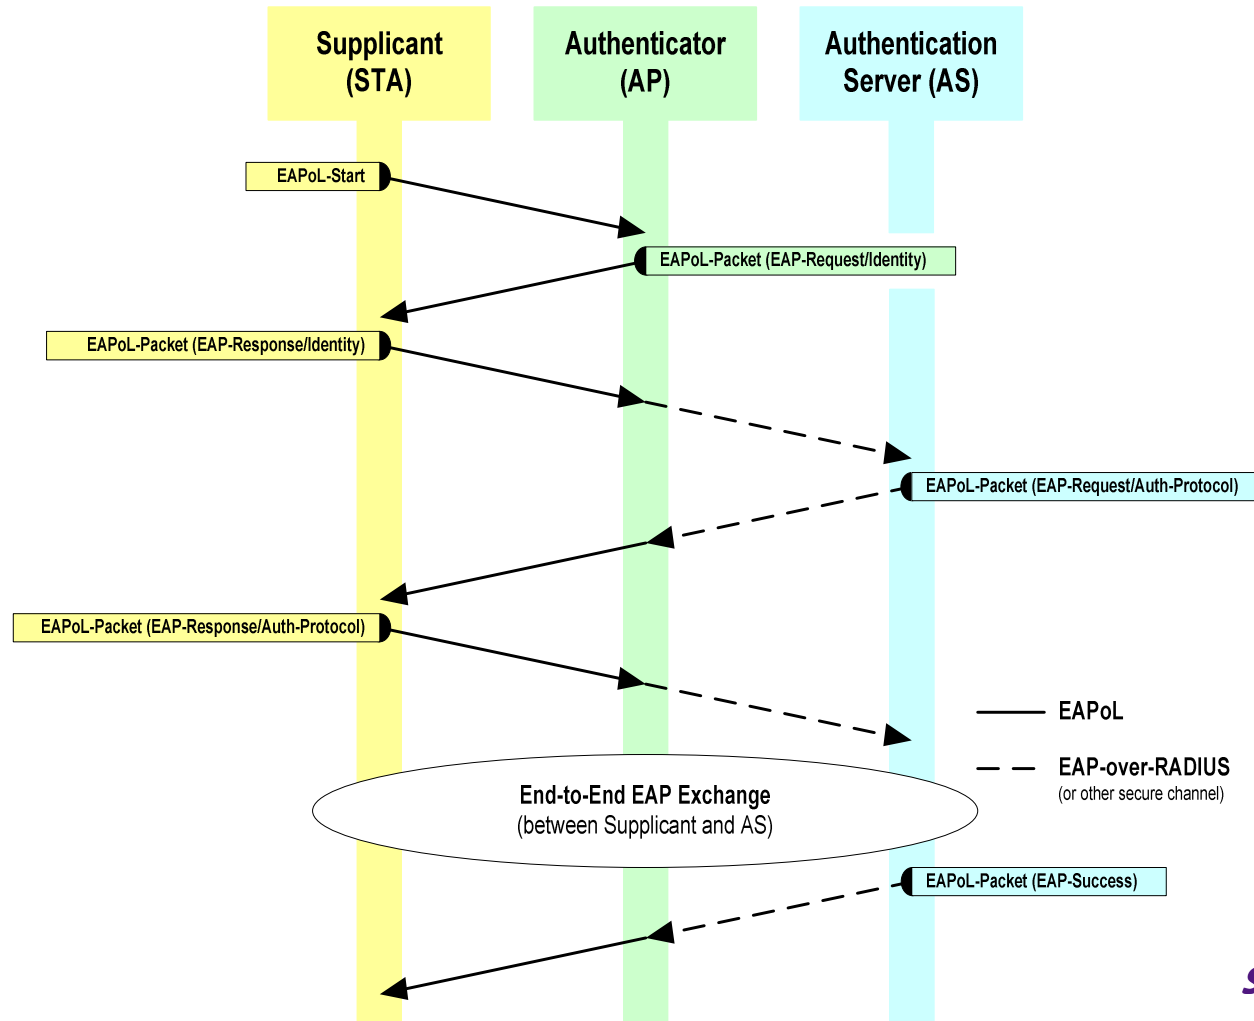 Supplicant
(STA)
Authenticator
(AP)
Authentication
Server (AS)
EAPoL-Start
EAPoL-Packet (EAP-Request/Identity)
EAPoL-Packet (EAP-Response/Identity)
EAPoL-Packet (EAP-Request/Auth-Protocol)
EAPoL-Packet (EAP-Response/Auth-Protocol)
EAPoL
EAP-over-RADIUS
(or other secure channel)
End-to-End EAP Exchange
(between Supplicant and AS)
EAPoL-Packet (EAP-Success)